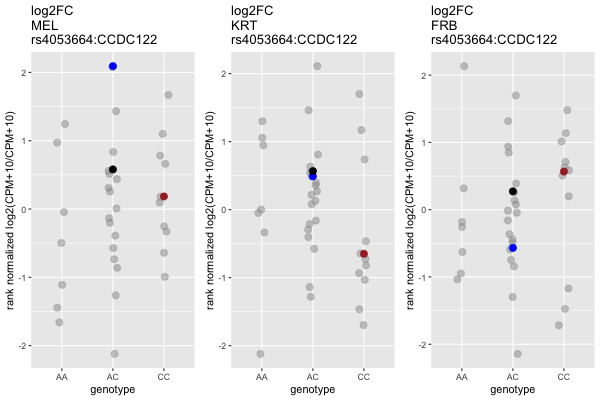 log2FC
MEL
rs4053664:CCDC122
rank normalized log2(CPM+10/CPM+10)
2
1
0
-1
-2
AA AC CC
genotype
log2FC
KRT
rs4053664:CCDC122
rank normalized log2(CPM+10/CPM+10)
2
1
0
-1
-2
AA AC CC
genotype
log2FC
FRB
rs4053664:CCDC122
rank normalized log2(CPM+10/CPM+10)
2
1
0
-1
-2
AA AC CC
genotype